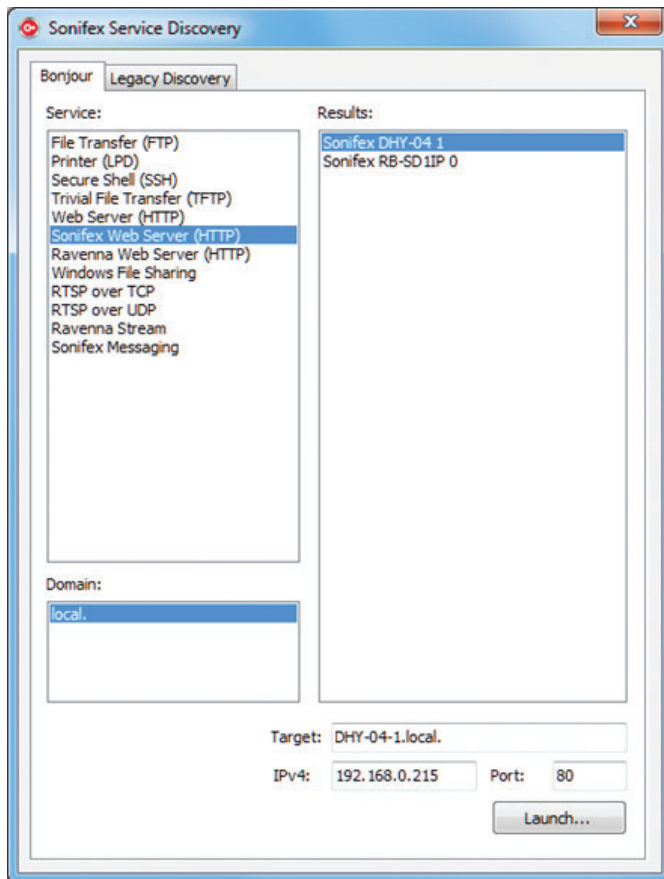 Sonifex Service Discovery
Bonjour
Legacy Discovery
Service:
File Transfer (FTP)
Printer (LPD)
Secure Shell (SSH)
Trivial File Transfer (TFTP)
Web Server (HTTP)
Sonifex Web Server (HTTP)
Ravenna Web Server (HTTP)
Windows File Sharing
RTSP over TCP
RTSP over UDP
Ravenna Stream
Sonifex Messaging
Results:
Sonifex DHY-04 1
Sonifex RB-SD1IP 0
Domain:
local.
Target: DHY-04-1.local.
IPv4: 192.168.0.215 Port: 80
Launch...